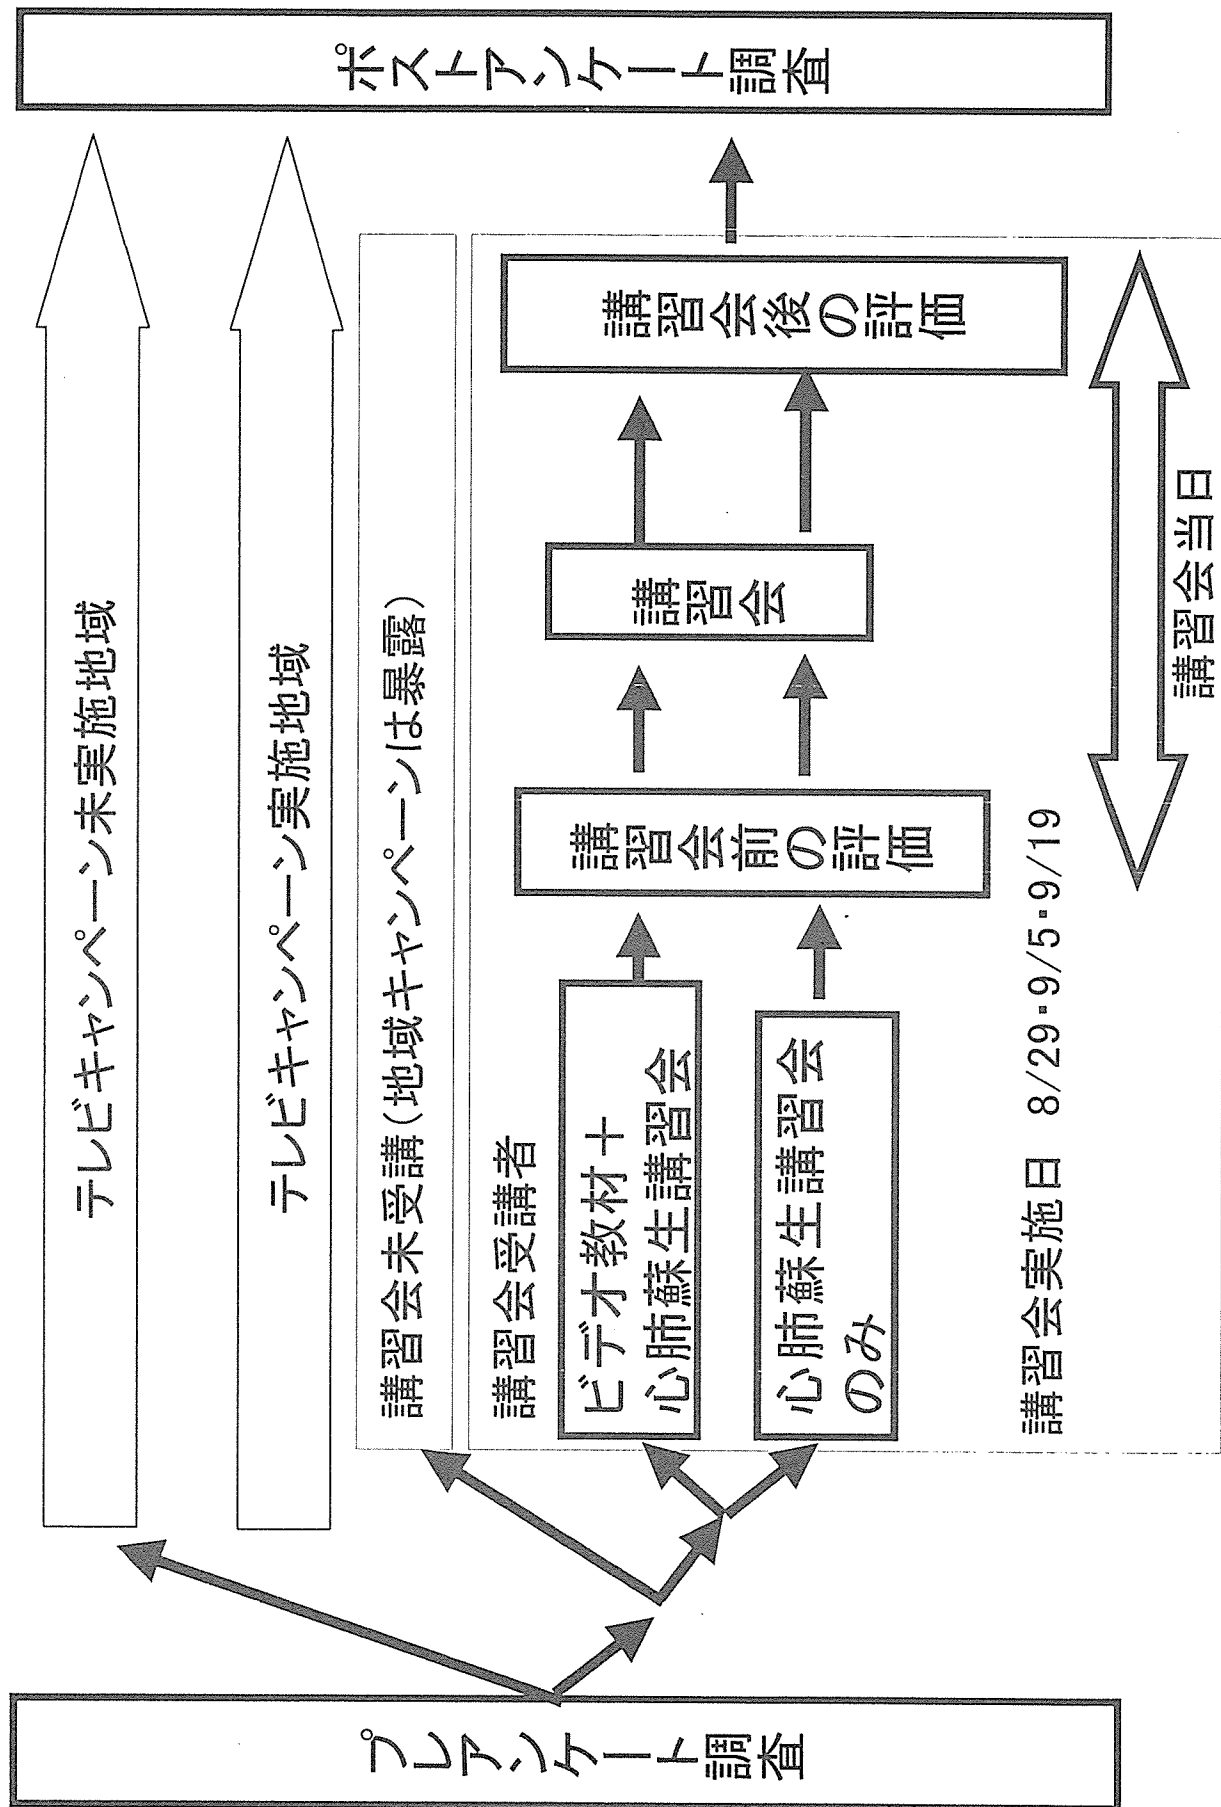 プレアンケート調査
テレビキャンペーン未実施地域
テレビキャンペーン実施地域
講習会未受講(地域キャンペーンは暴露)
講習会受講者
ビデオ教材+
心肺蘇生講習会
心肺蘇生講習会
のみ
講習会前の評価
講習会
講習会後の評価
講習会実施日 8/29・9/5・9/19
講習会当日
ポストアンケート調査